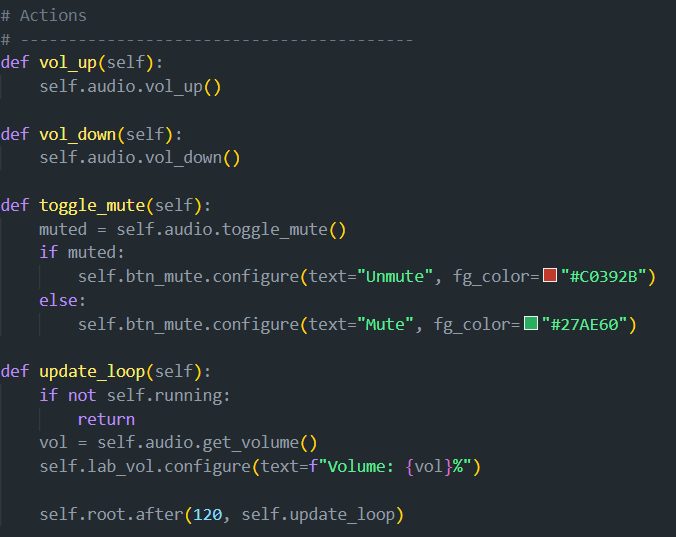 # Actions
# -----------------------------------------
def vol_up(self):
    self.audio.vol_up()

def vol_down(self):
    self.audio.vol_down()

def toggle_mute(self):
    muted = self.audio.toggle_mute()
    if muted:
        self.btn_mute.configure(text="Unmute", fg_color="#C0392B")
    else:
        self.btn_mute.configure(text="Mute", fg_color="#27AE60")

def update_loop(self):
    if not self.running:
        return
    vol = self.audio.get_volume()
    self.lab_vol.configure(text=f"Volume: {vol}%")

    self.root.after(120, self.update_loop)